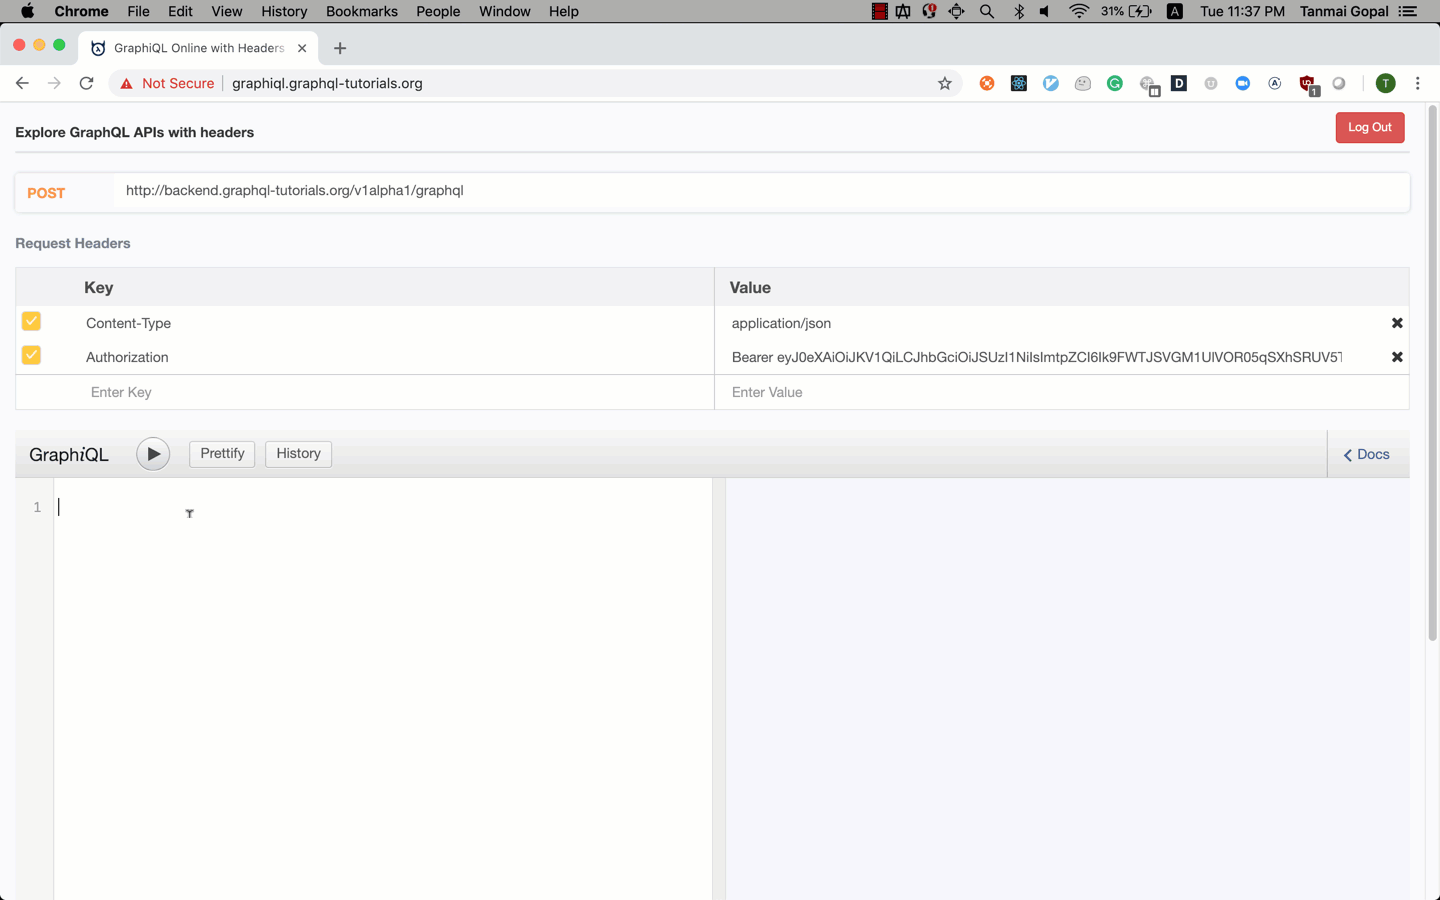 Chrome File Edit View History Bookmarks People Window Help 31% A Tue 11:37 PM Tanmai Gopal
GraphiQL Online with Headers
Not Secure graphiql.graphql-tutorials.org
Explore GraphQL APIs with headers
Log Out
POST http://backend.graphql-tutorials.org/v1alpha1/graphql
Request Headers
Key Value
Content-Type application/json
Authorization Bearer
Enter Key Enter Value
GraphiQL Prettify History Docs
1